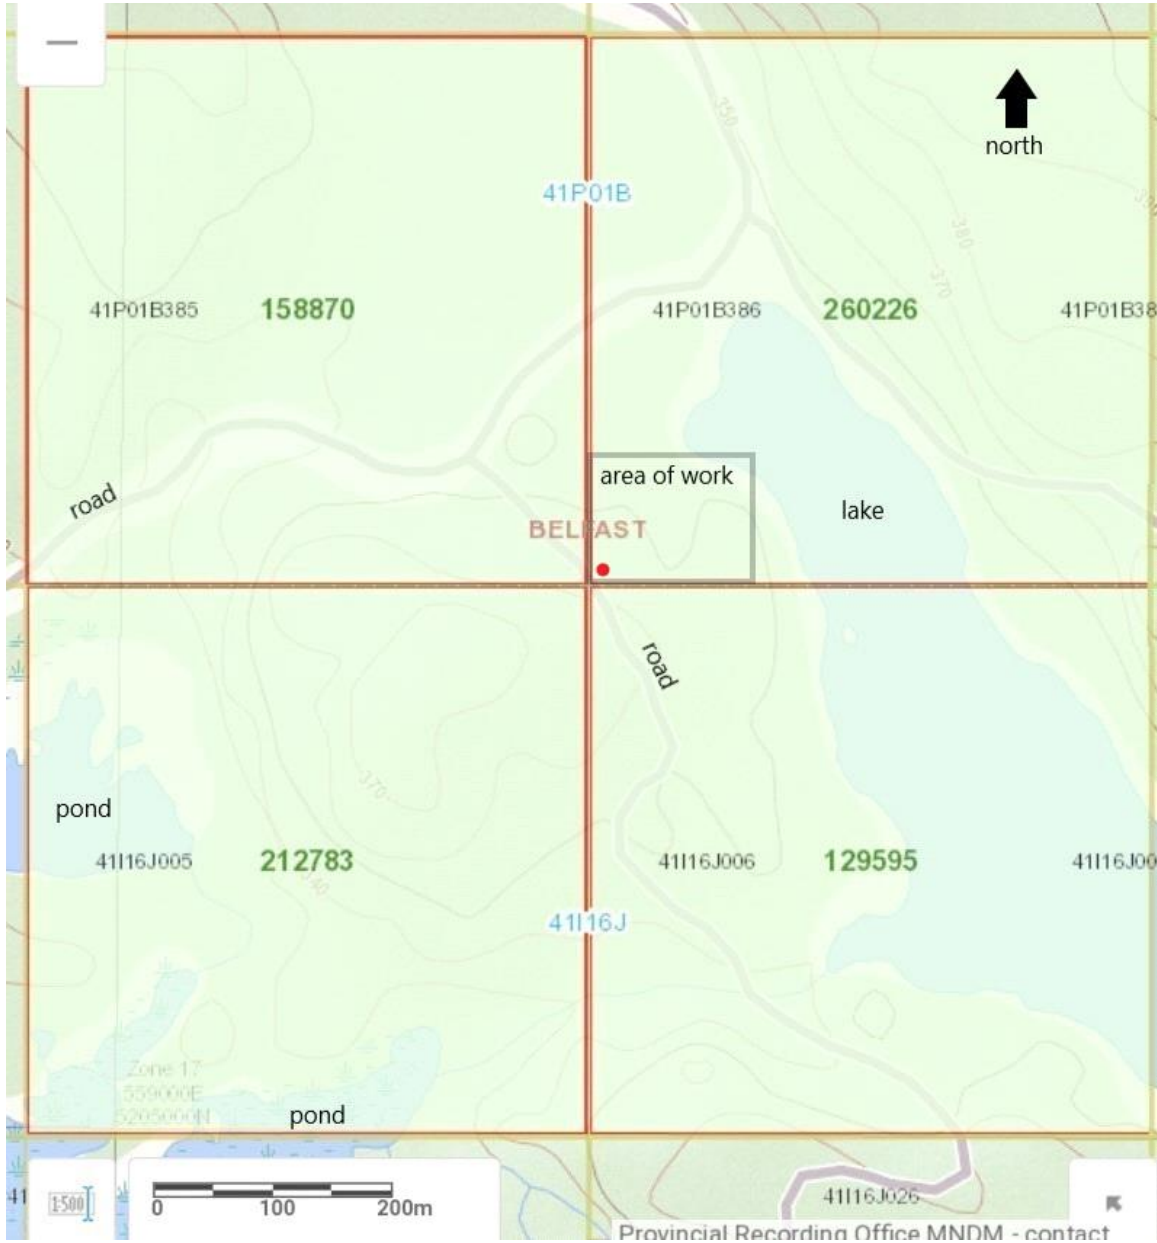 350
north
41P01B
390
380
370
41P01B385
158870
41P01B386
260226
41P01B38
area of work
road
lake
BELFAST
road
370
pond
41I16J005
212783
41I16J006
129595
41I16J00
340
41I16J
Zone 17
559000E
5205000N
pond
41
1:500
0 100 200m
41I16J026
Provincial Recording Office MNDM - contact